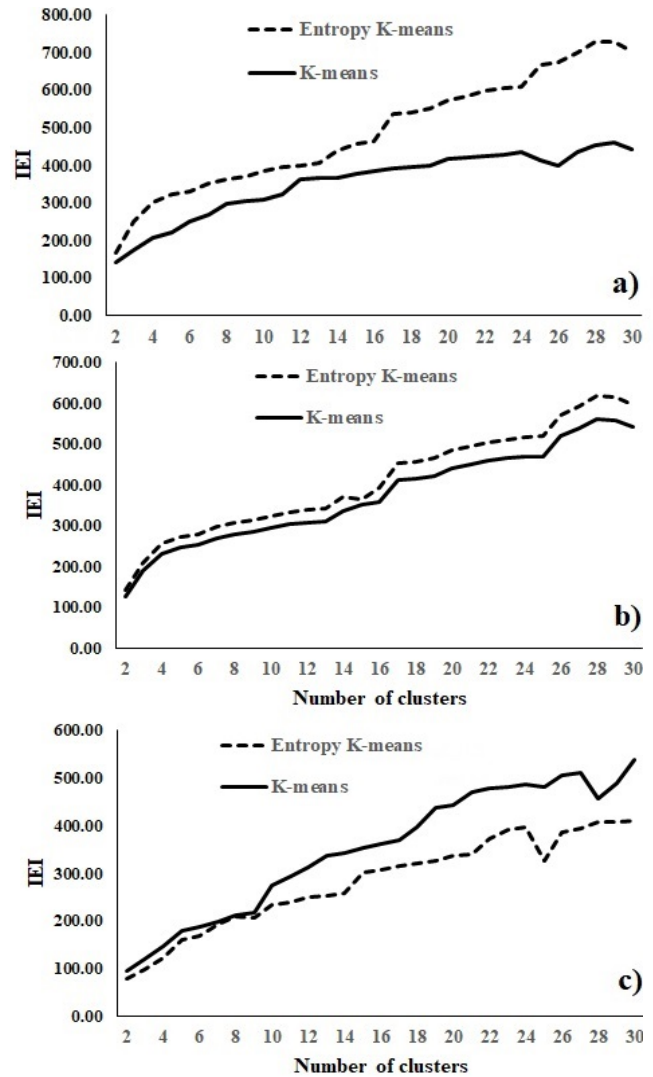 800.00
700.00
600.00
500.00
400.00
300.00
200.00
100.00
0.00
IEI
Entropy K-means
K-means
a)
2 4 6 8 10 12 14 16 18 20 22 24 26 28 30
700.00
600.00
500.00
400.00
300.00
200.00
100.00
0.00
IEI
Entropy K-means
K-means
b)
2 4 6 8 10 12 14 16 18 20 22 24 26 28 30
Number of clusters
600.00
500.00
400.00
300.00
200.00
100.00
0.00
IEI
Entropy K-means
K-means
c)
2 4 6 8 10 12 14 16 18 20 22 24 26 28 30
Number of clusters